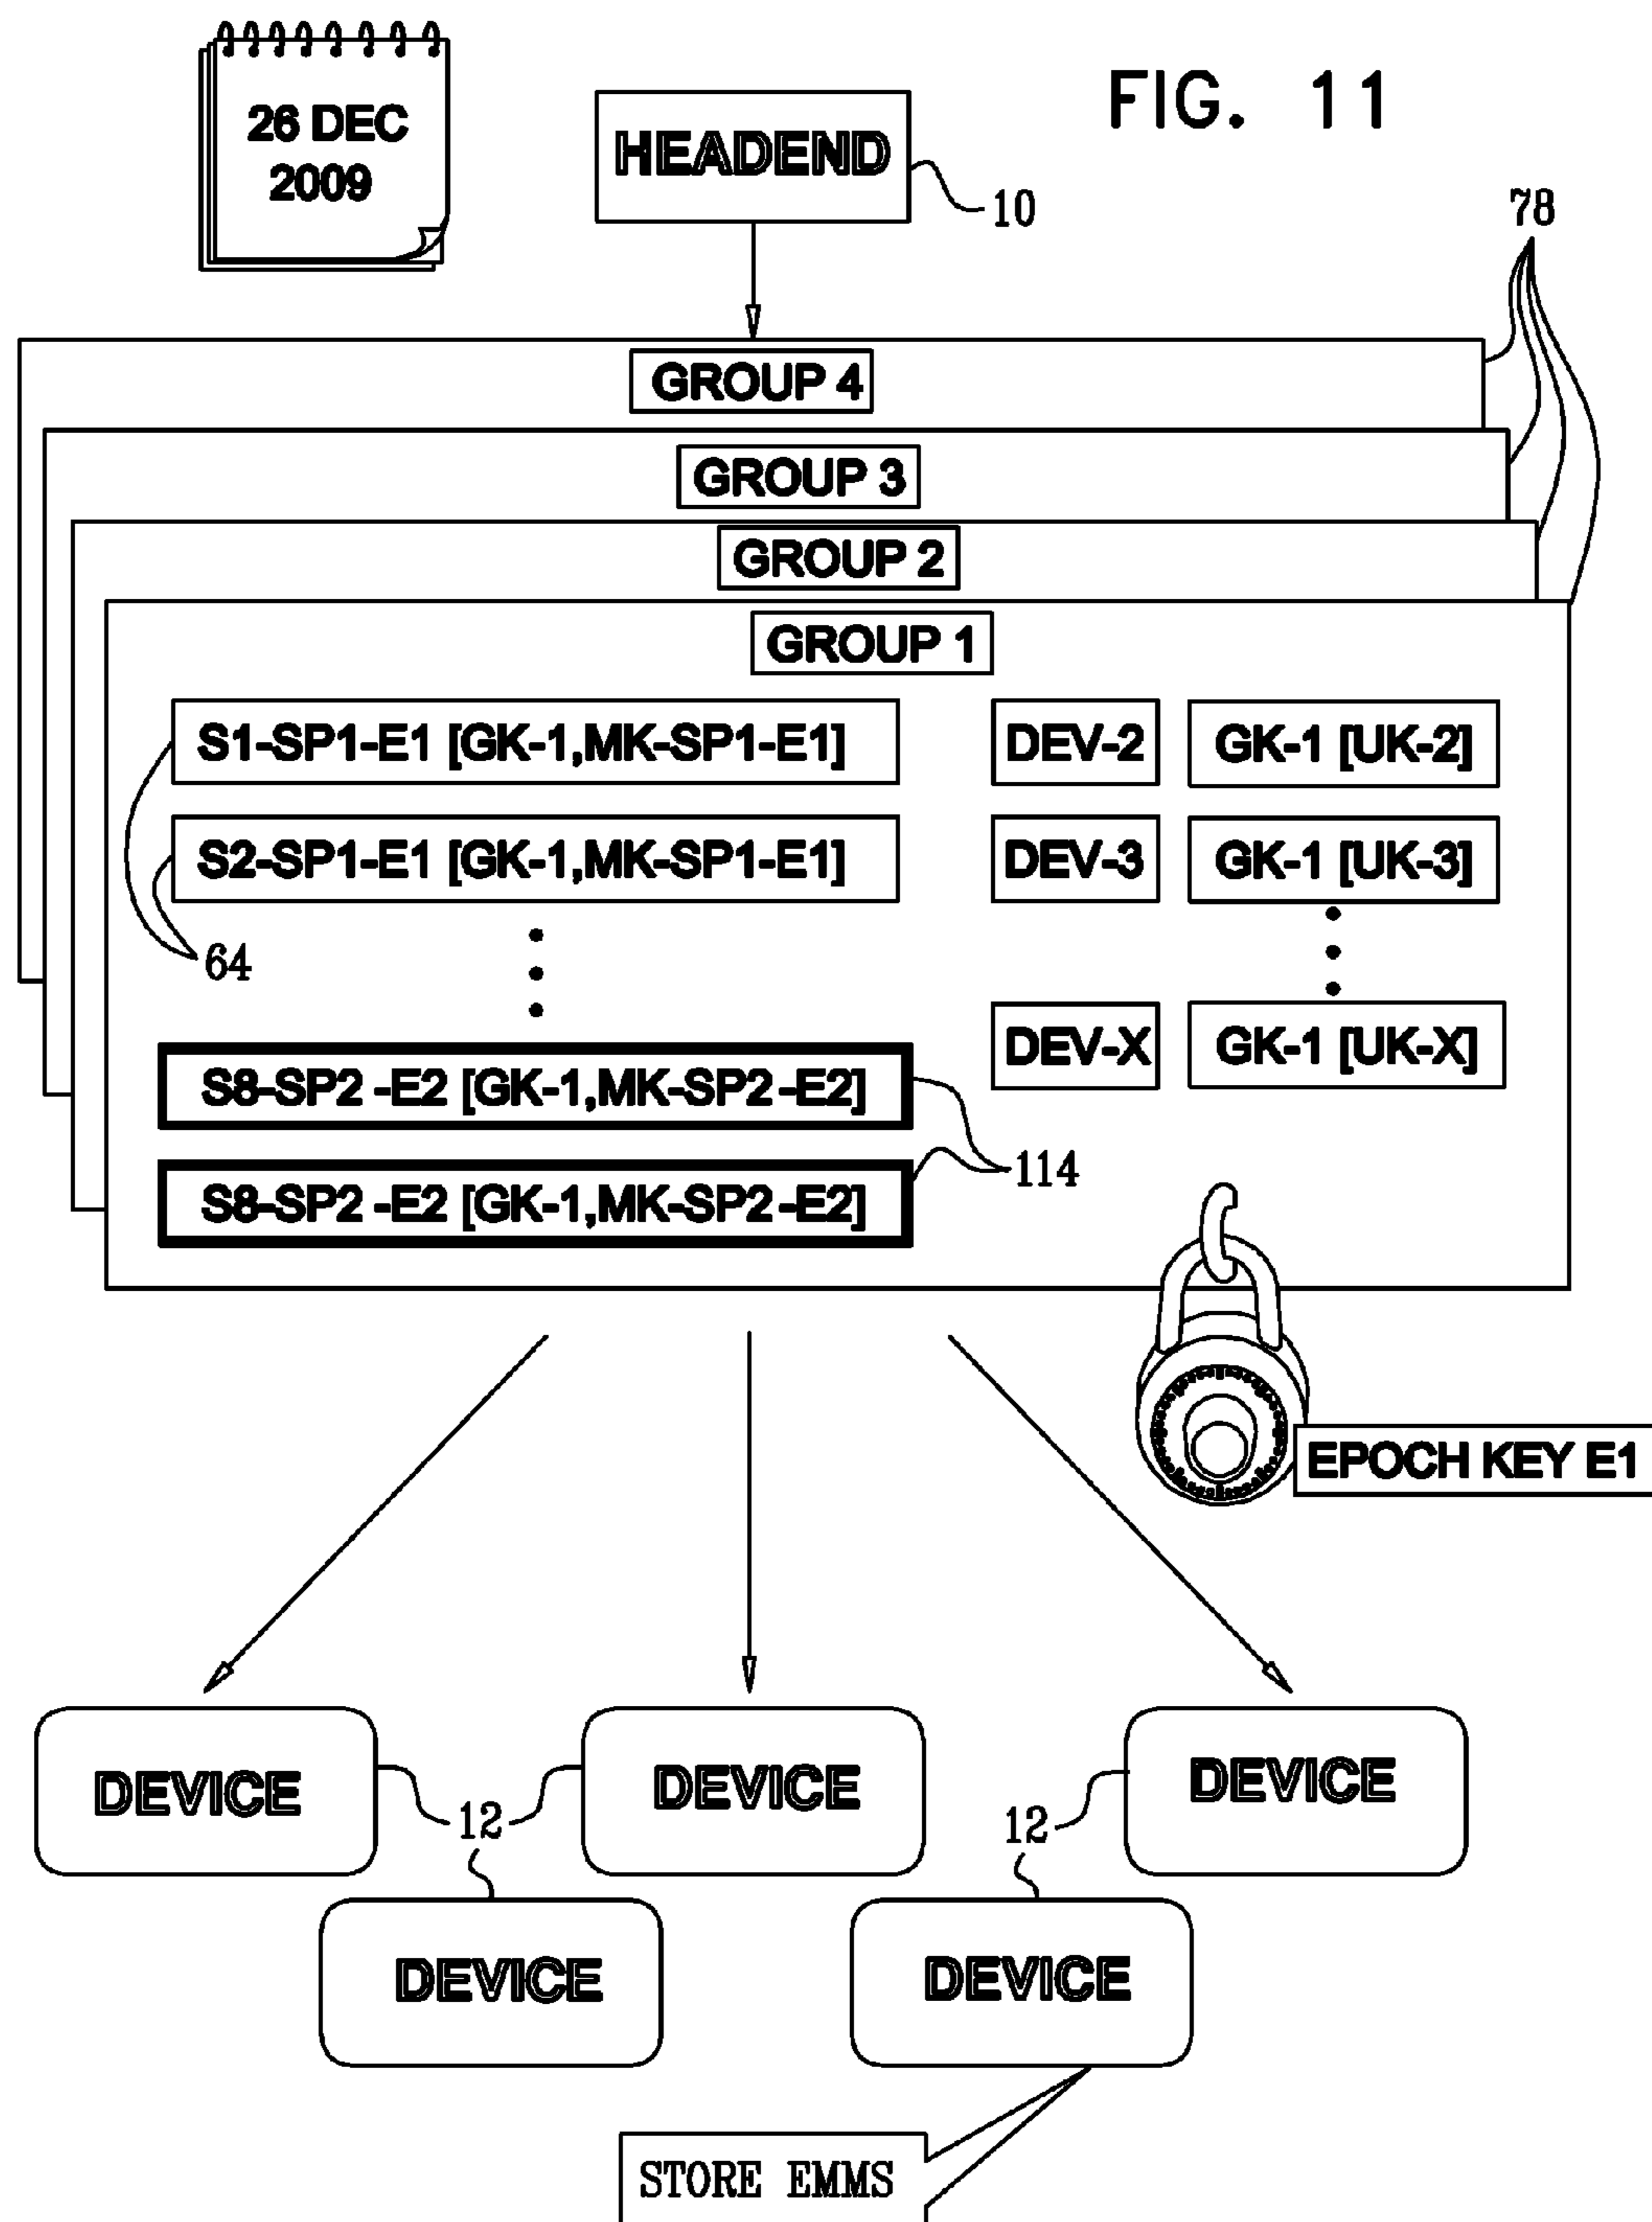 FIG. 11
26 DEC
2009
HEADEND
10
78
GROUP 4
GROUP 3
GROUP 2
GROUP 1
S1-SP1-E1 [GK-1,MK-SP1-E1]
DEV-2
GK-1 [UK-2]
S2-SP1-E1 [GK-1,MK-SP1-E1]
DEV-3
GK-1 [UK-3]
64
DEV-X
GK-1 [UK-X]
S8-SP2 -E2 [GK-1,MK-SP2 -E2]
114
S8-SP2 -E2 [GK-1,MK-SP2 -E2]
EPOCH KEY E1
DEVICE
12
DEVICE
12
DEVICE
DEVICE
DEVICE
STORE EMMS